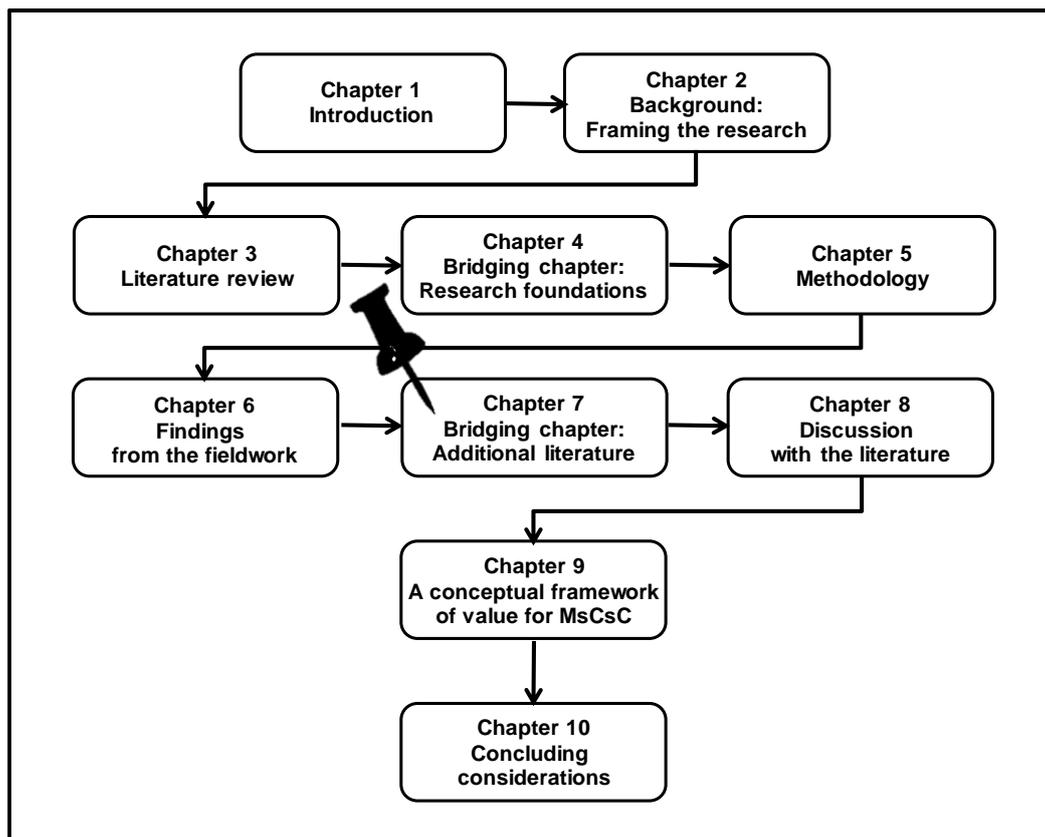 Chapter 1
Introduction
Chapter 2
Background:
Framing the research
Chapter 3
Literature review
Chapter 4
Bridging chapter:
Research foundations
Chapter 5
Methodology
Chapter 6
Findings
from the fieldwork
Chapter 7
Bridging chapter:
Additional literature
Chapter 8
Discussion
with the literature
Chapter 9
A conceptual framework
of value for MsCsC
Chapter 10
Concluding
considerations